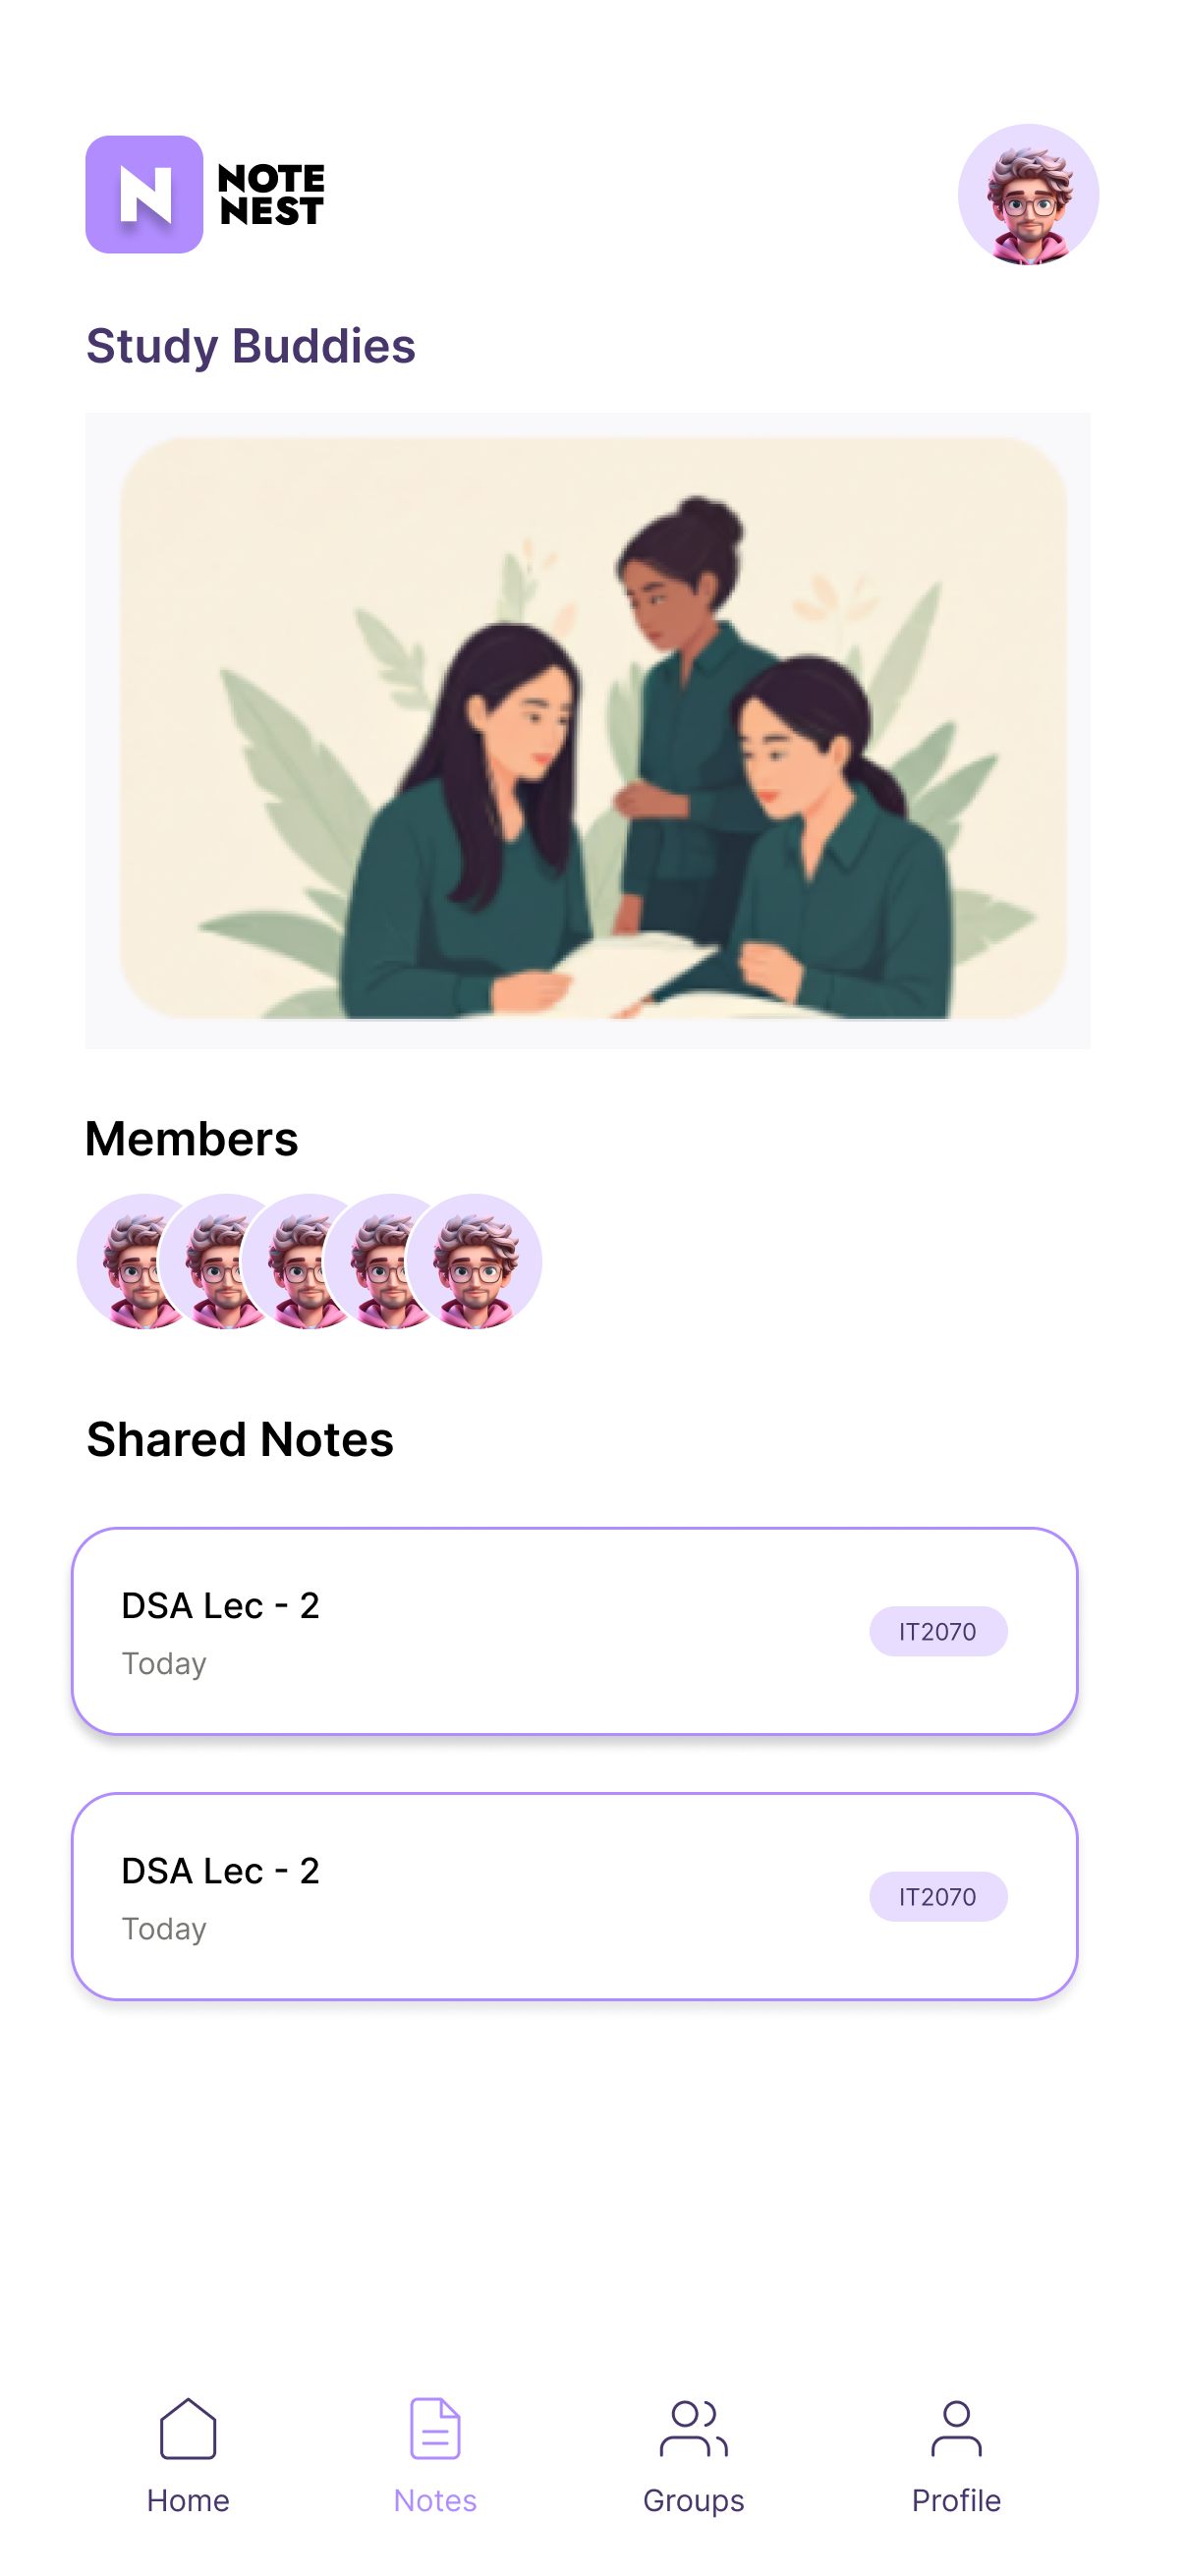 N
NOTE
NEST
Study Buddies
Members
Shared Notes
DSA Lec - 2
Today
IT2070
DSA Lec - 2
Today
IT2070
Home
Notes
Groups
Profile